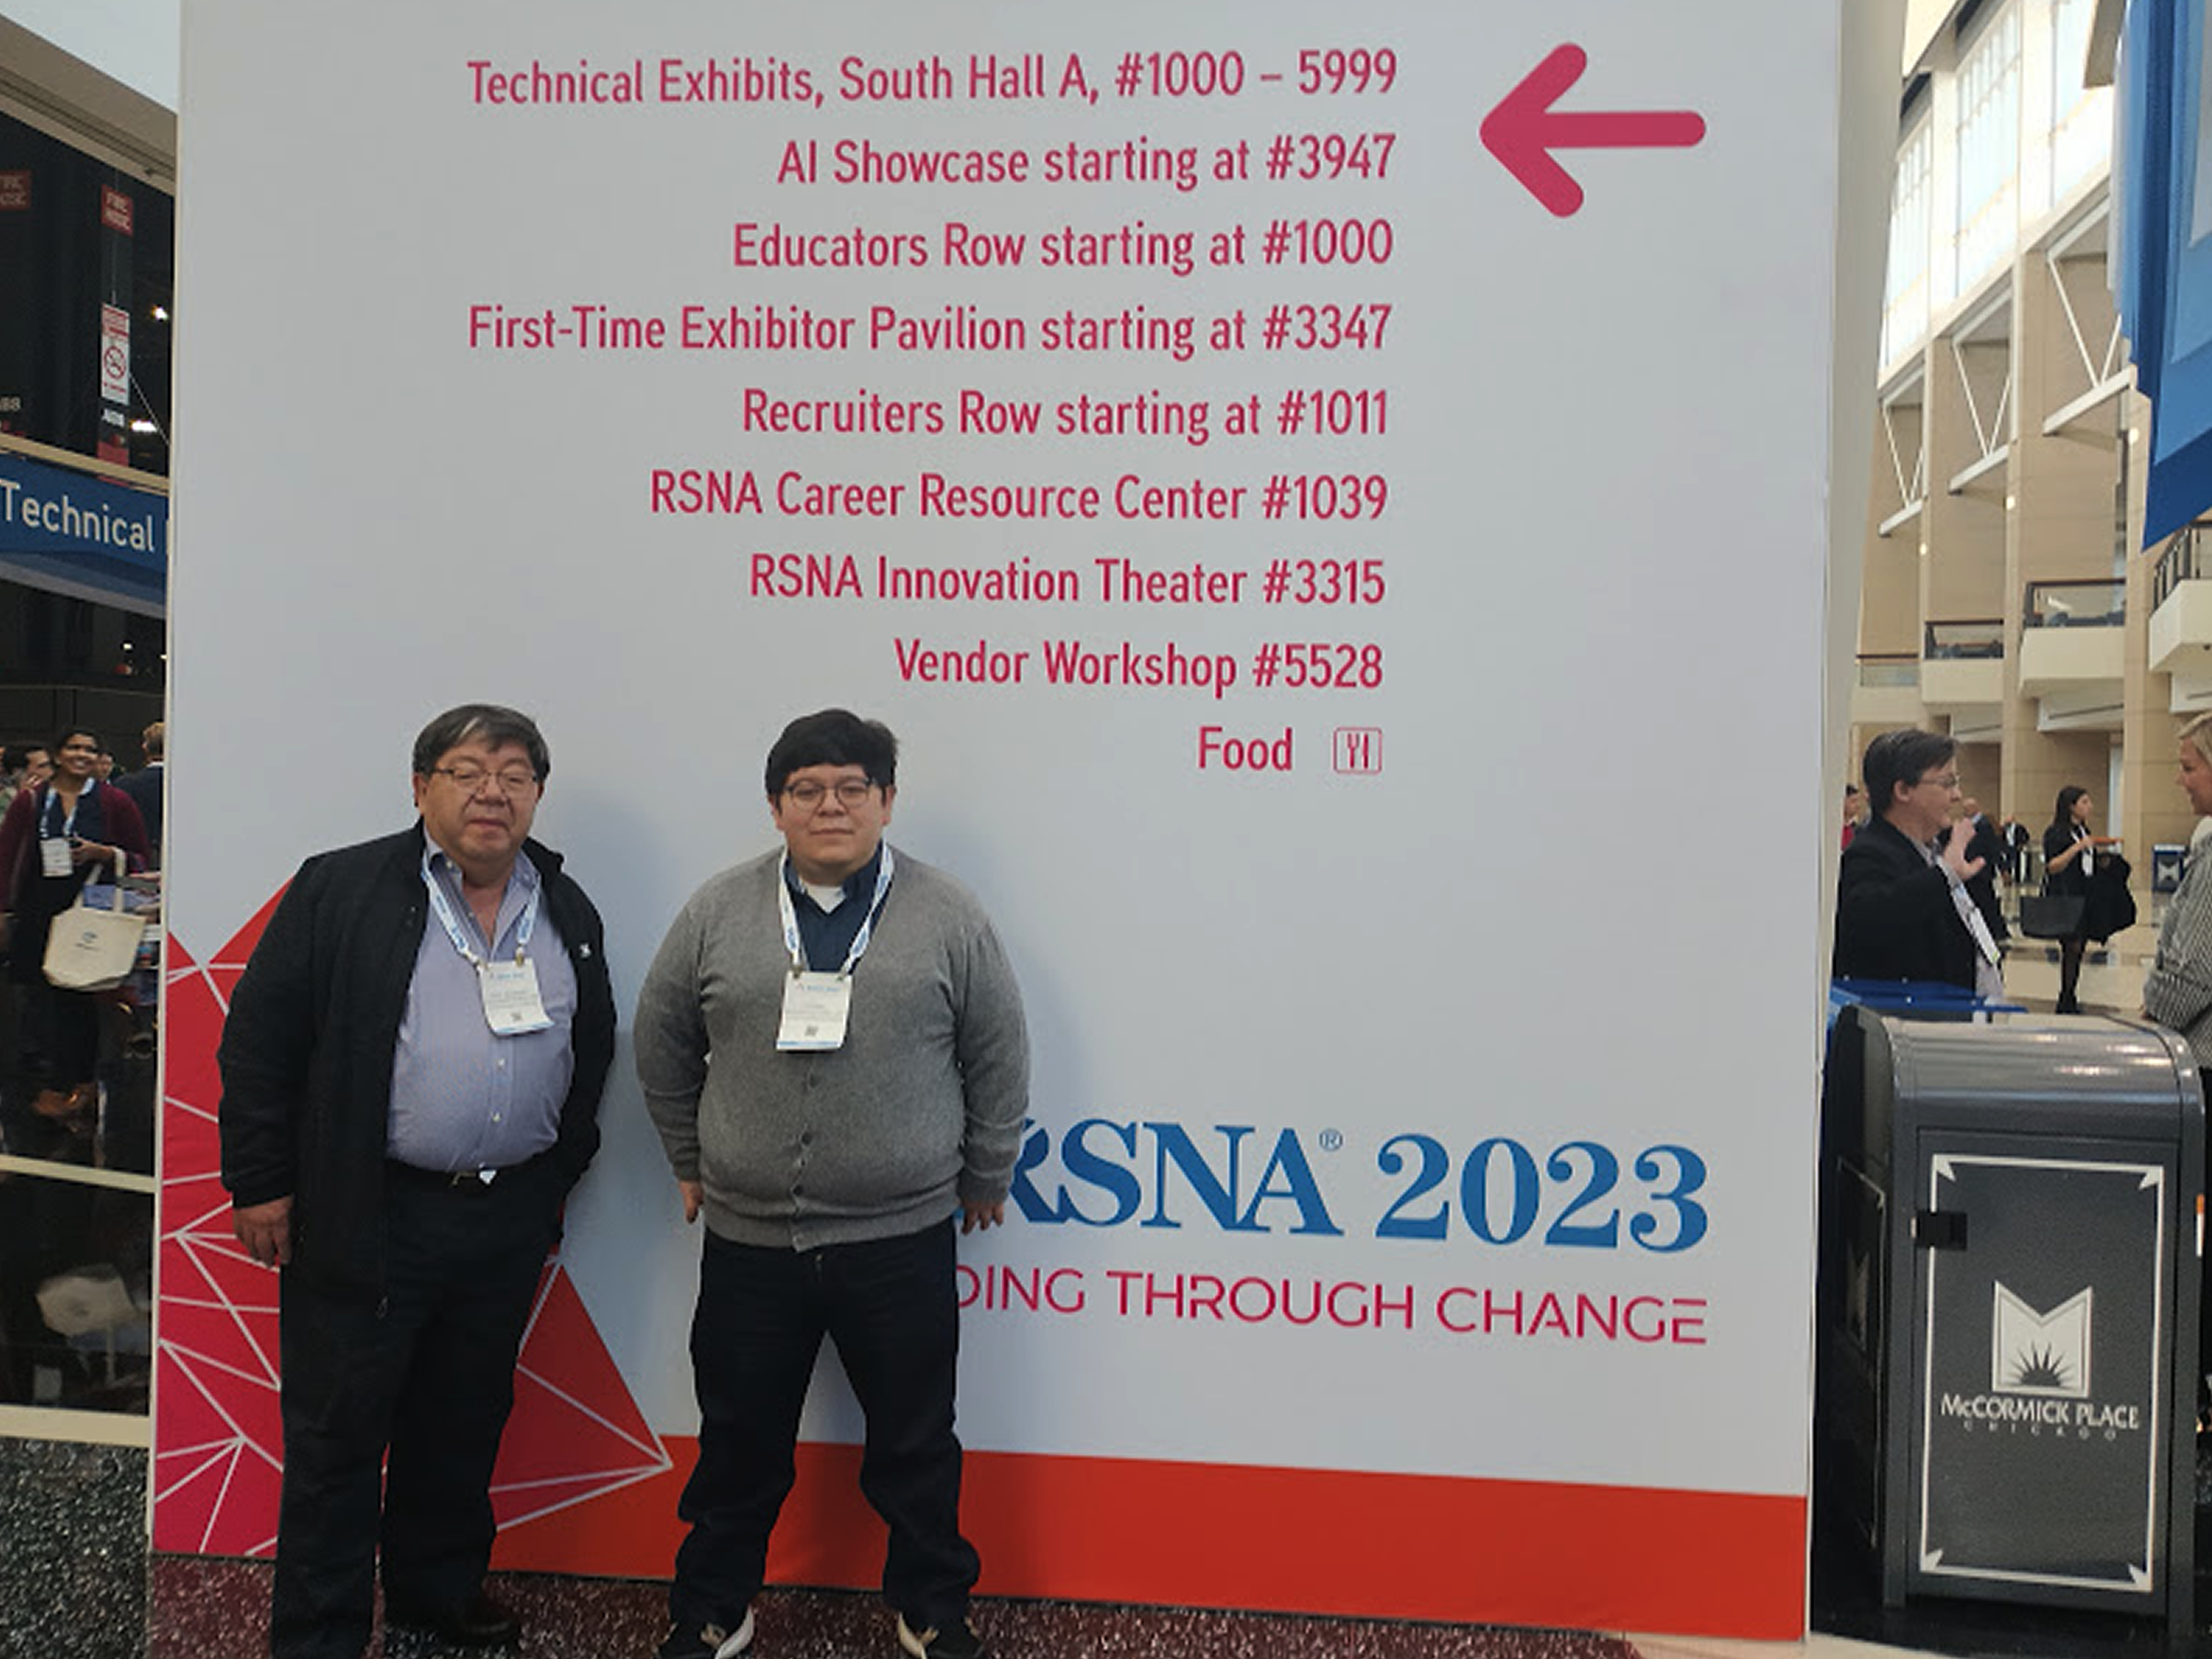 Technical Exhibits, South Hall A, #1000 – 5999
AI Showcase starting at #3947
Educators Row starting at #1000
First-Time Exhibitor Pavilion starting at #3347
Recruiters Row starting at #1011
RSNA Career Resource Center #1039
RSNA Innovation Theater #3315
Vendor Workshop #5528
Food
RSNA® 2023
DING THROUGH CHANGE
Technical
FIRE HOSE
McCORMICK PLACE
CHICAGO